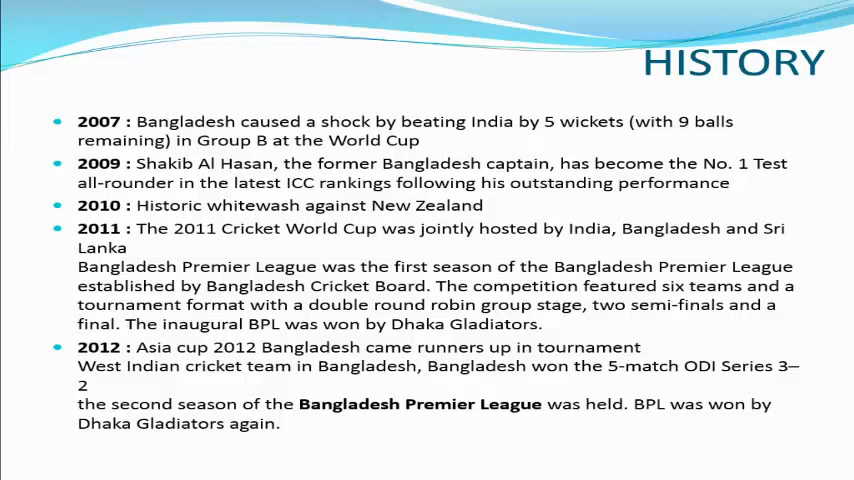 HISTORY
• 2007 : Bangladesh caused a shock by beating India by 5 wickets (with 9 balls
remaining) in Group B at the World Cup
• 2009 : Shakib Al Hasan, the former Bangladesh captain, has become the No. 1 Test
all-rounder in the latest ICC rankings following his outstanding performance
• 2010 : Historic whitewash against New Zealand
• 2011 : The 2011 Cricket World Cup was jointly hosted by India, Bangladesh and Sri
Lanka
Bangladesh Premier League was the first season of the Bangladesh Premier League
established by Bangladesh Cricket Board. The competition featured six teams and a
tournament format with a double round robin group stage, two semi-finals and a
final. The inaugural BPL was won by Dhaka Gladiators.
• 2012 : Asia cup 2012 Bangladesh came runners up in tournament
West Indian cricket team in Bangladesh, Bangladesh won the 5-match ODI Series 3–
2
the second season of the Bangladesh Premier League was held. BPL was won by
Dhaka Gladiators again.